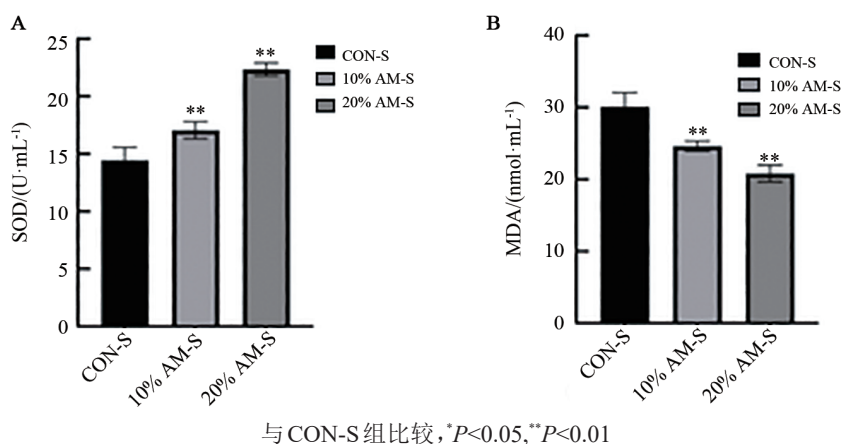 A
SOD/(U·mL⁻¹)
25
20
15
10
5
0
**
**
CON-S
10% AM-S
20% AM-S
CON-S
10% AM-S
20% AM-S
B
MDA/(nmol·mL⁻¹)
40
30
20
10
0
**
**
CON-S
10% AM-S
20% AM-S
CON-S
10% AM-S
20% AM-S
与CON-S组比较,*P<0.05,**P<0.01